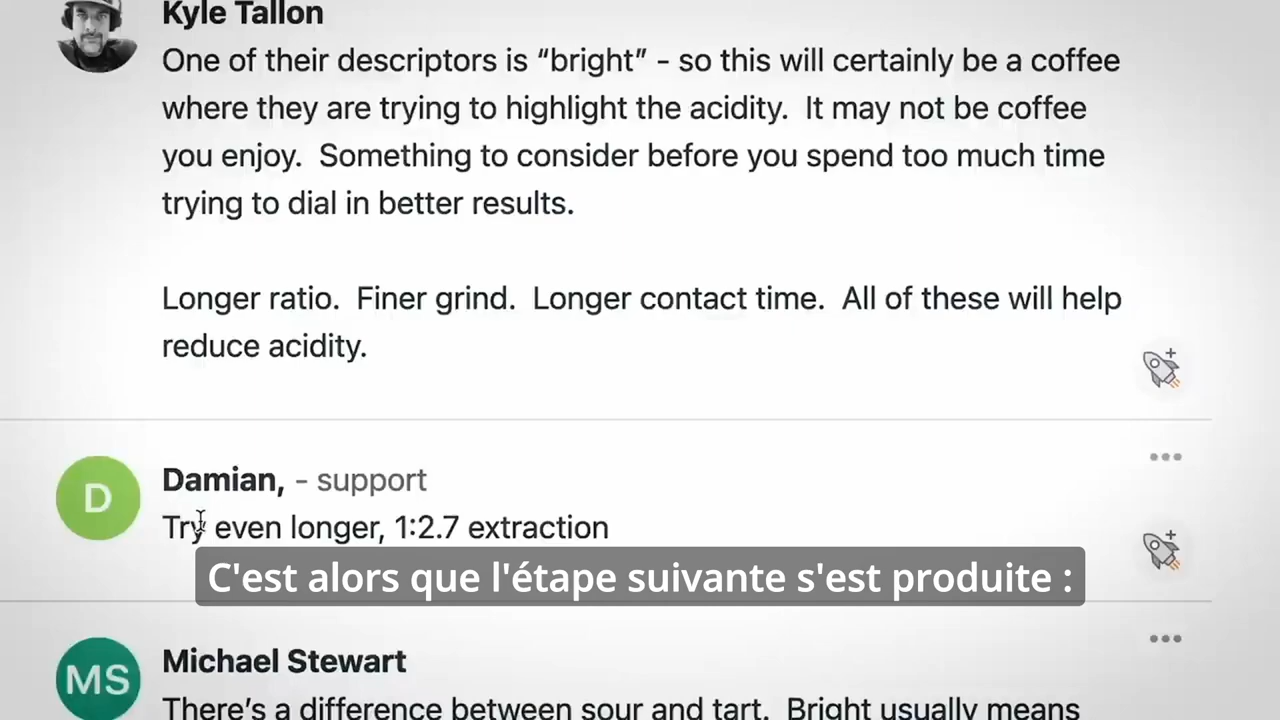 Kyle Tallon
One of their descriptors is “bright” - so this will certainly be a coffee
where they are trying to highlight the acidity.  It may not be coffee
you enjoy.  Something to consider before you spend too much time
trying to dial in better results.
Longer ratio.  Finer grind.  Longer contact time.  All of these will help
reduce acidity.
D
Damian, - support
Try even longer, 1:2.7 extraction
C'est alors que l'étape suivante s'est produite :
MS
Michael Stewart
There’s a difference between sour and tart.  Bright usually means